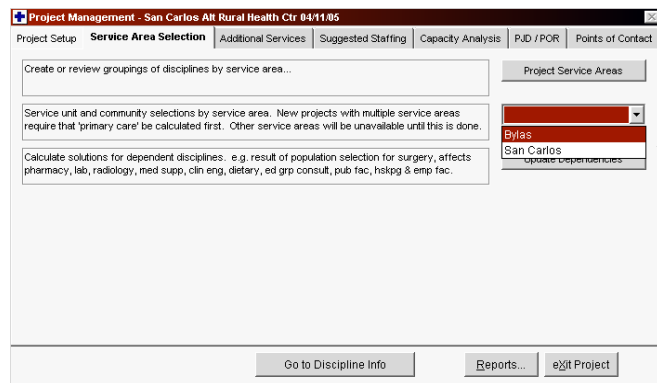 Project Management - San Carlos Alt Rural Health Ctr 04/11/05
Project Setup Service Area Selection Additional Services Suggested Staffing Capacity Analysis PJD / POR Points of Contact
Create or review groupings of disciplines by service area...
Project Service Areas
Service unit and community selections by service area. New projects with multiple service areas
require that 'primary care' be calculated first. Other service areas will be unavailable until this is done.
Bylas
San Carlos
Calculate solutions for dependent disciplines. e.g. result of population selection for surgery, affects
pharmacy, lab, radiology, med supp, clin eng, dietary, ed grp consult, pub fac, hskpg & emp fac.
Update Dependencies
Go to Discipline Info Reports... eXit Project